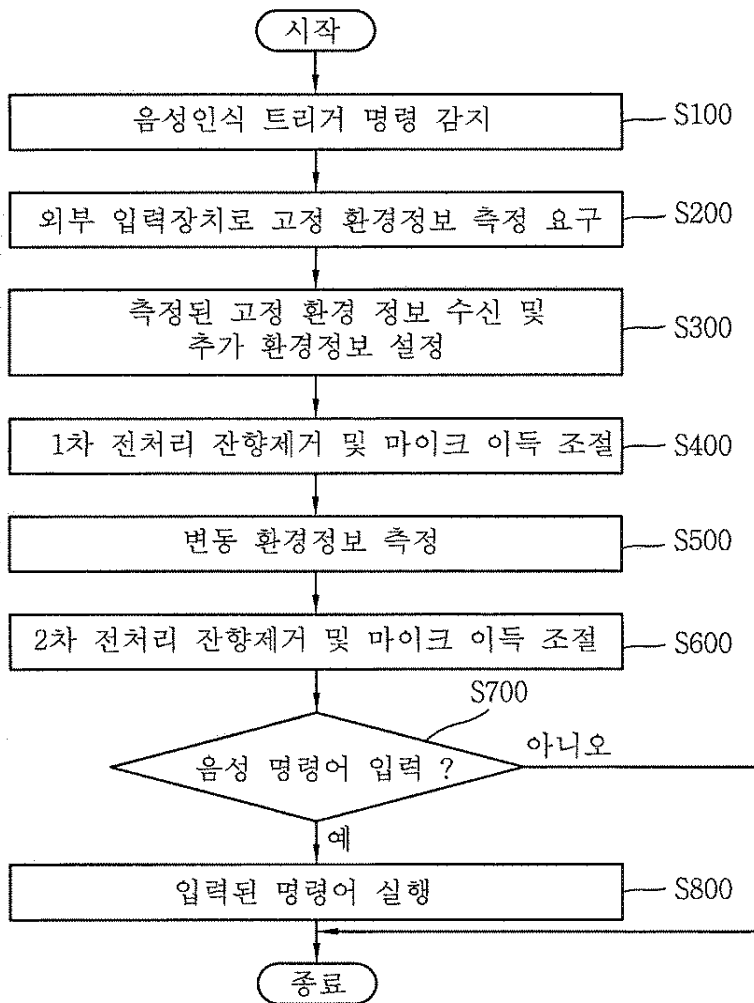 시작
음성인식 트리거 명령 감지
S100
외부 입력장치로 고정 환경정보 측정 요구
S200
측정된 고정 환경 정보 수신 및
추가 환경정보 설정
S300
1차 전처리 잔향제거 및 마이크 이득 조절
S400
변동 환경정보 측정
S500
2차 전처리 잔향제거 및 마이크 이득 조절
S600
S700
음성 명령어 입력 ?
아니오
예
입력된 명령어 실행
S800
종료